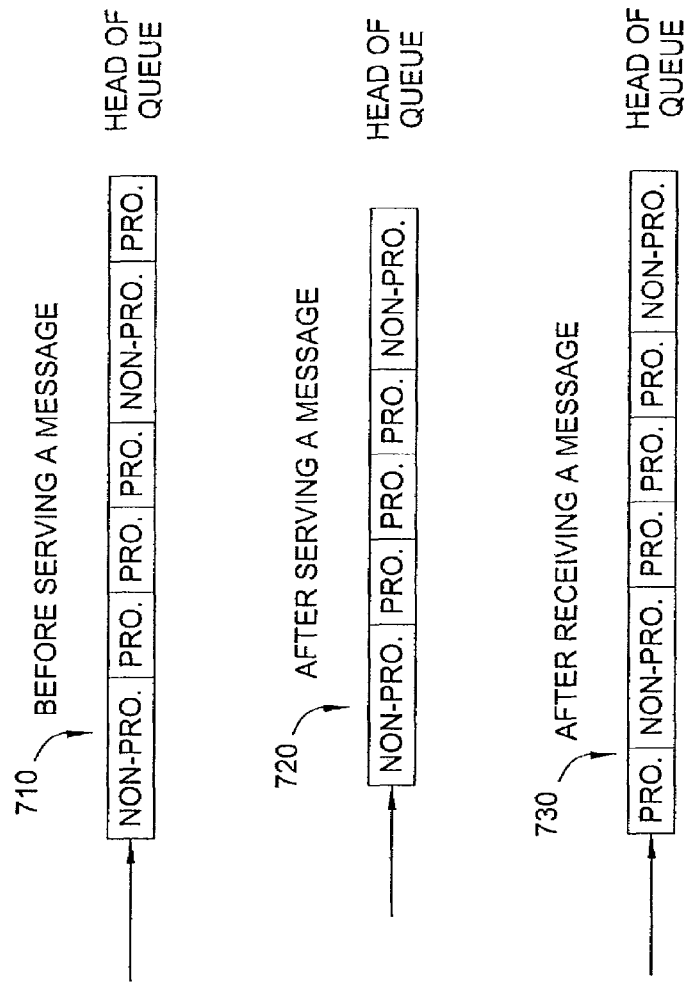 710
BEFORE SERVING A MESSAGE
NON-PRO. PRO. PRO. PRO. NON-PRO. PRO.
HEAD OF
QUEUE
720
AFTER SERVING A MESSAGE
NON-PRO. PRO. PRO. PRO. NON-PRO.
HEAD OF
QUEUE
730
AFTER RECEIVING A MESSAGE
PRO. NON-PRO. PRO. PRO. PRO. NON-PRO.
HEAD OF
QUEUE